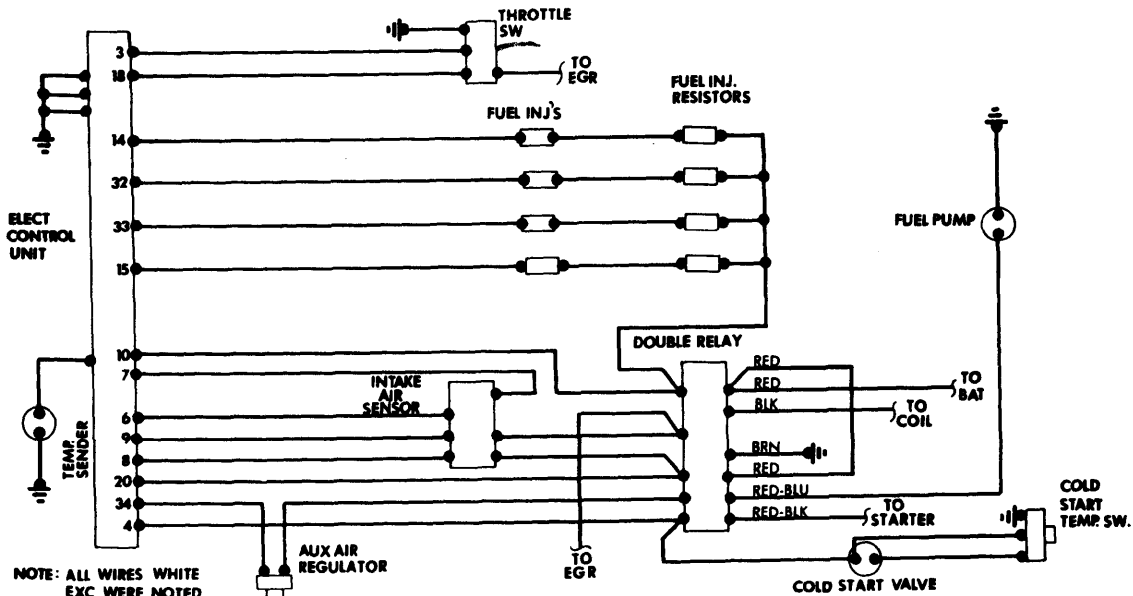 THROTTLE
SW
3
18
TO
EGR
FUEL INJ.
RESISTORS
FUEL INJ'S
14
32
33
15
ELECT
CONTROL
UNIT
FUEL PUMP
DOUBLE RELAY
10
7
INTAKE
AIR
SENSOR
6
9
8
20
34
4
TEMP.
SENDER
RED
RED
TO
BAT
BLK
TO
COIL
BRN
RED
RED-BLU
RED-BLK
TO
STARTER
COLD
START
TEMP. SW.
AUX AIR
REGULATOR
TO
EGR
COLD START VALVE
NOTE: ALL WIRES WHITE
EXC WERE NOTED